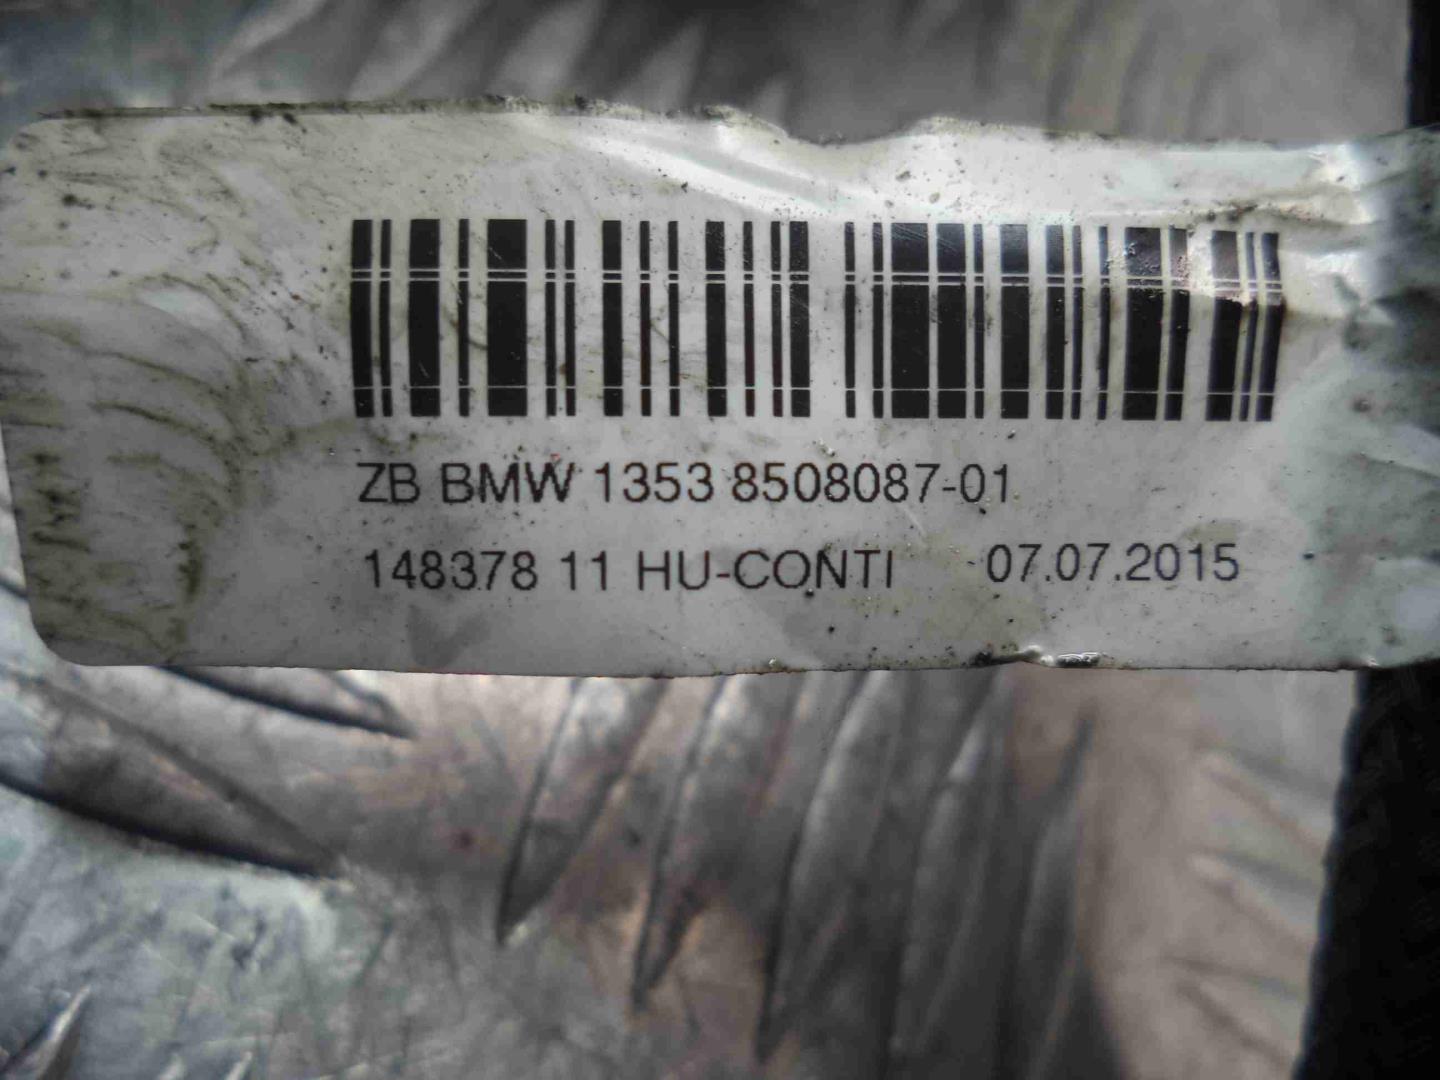 ZB BMW 1353 8508087-01
148378 11 HU-CONTI 07.07.2015